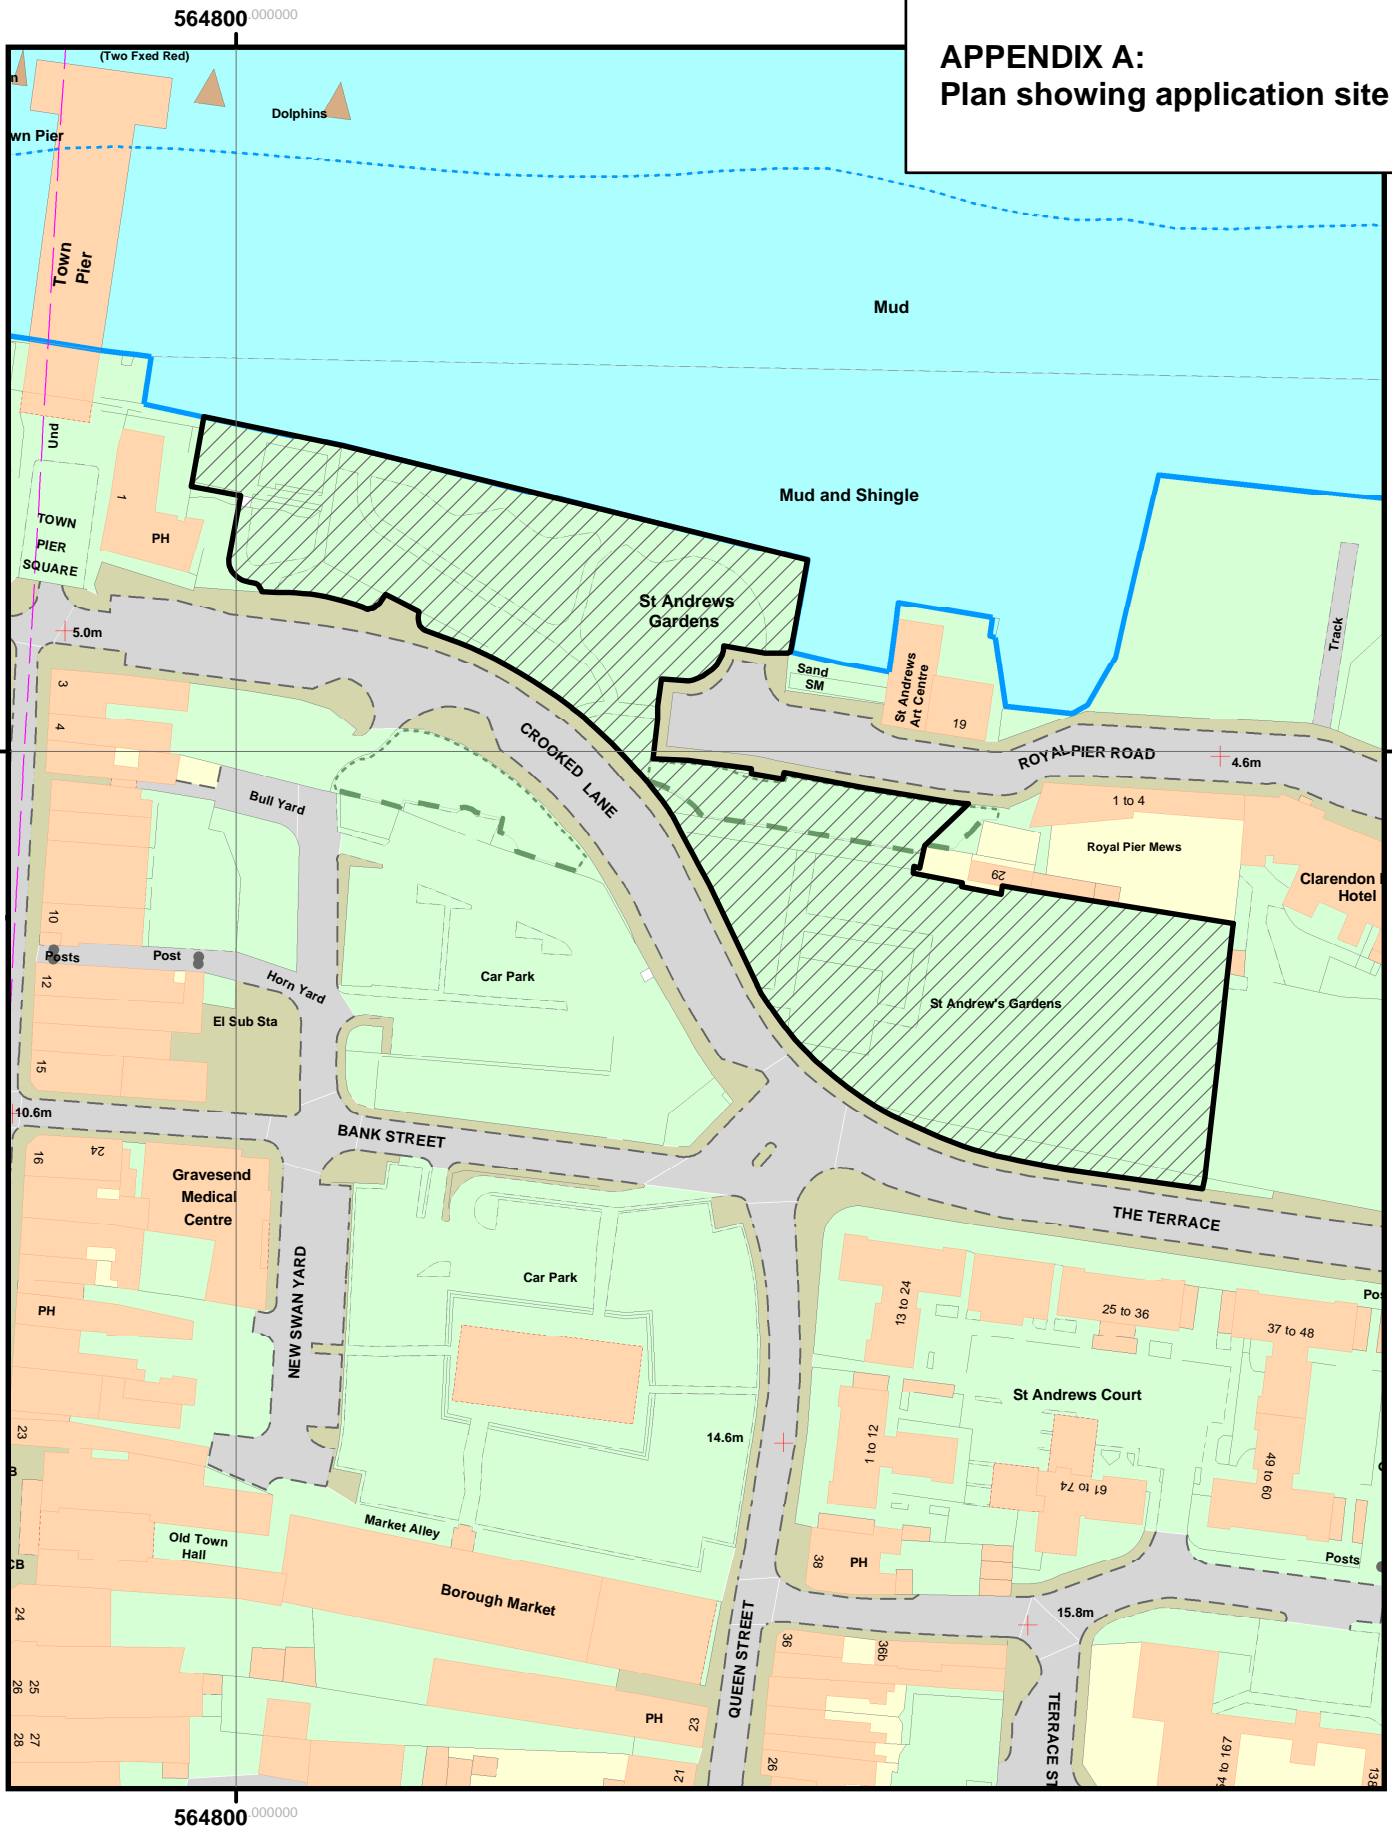 564800.000000
APPENDIX A:
Plan showing application site
(Two Fxed Red)
Dolphins
wn Pier
Town
Pier
Mud
Und
Mud and Shingle
1
PH
TOWN
PIER
SQUARE
St Andrews
Gardens
5.0m
Sand
SM
St Andrews
Art Centre
19
Track
3
4
CROOKED LANE
ROYAL PIER ROAD
4.6m
Bull Yard
1 to 4
Royal Pier Mews
29
Clarendon
Hotel
10
Posts
Post
12
Horn Yard
Car Park
St Andrew's Gardens
El Sub Sta
15
10.6m
BANK STREET
16
24
Gravesend
Medical
Centre
THE TERRACE
NEW SWAN YARD
Car Park
PH
13 to 24
25 to 36
37 to 48
Pos
St Andrews Court
23
B
14.6m
1 to 12
61 to 74
49 to 60
Market Alley
Old Town
Hall
CB
38
PH
Posts
Borough Market
24
15.8m
QUEEN STREET
36
36b
25
26
27
28
PH
23
21
26
TERRACE ST
54 to 167
138
564800.000000